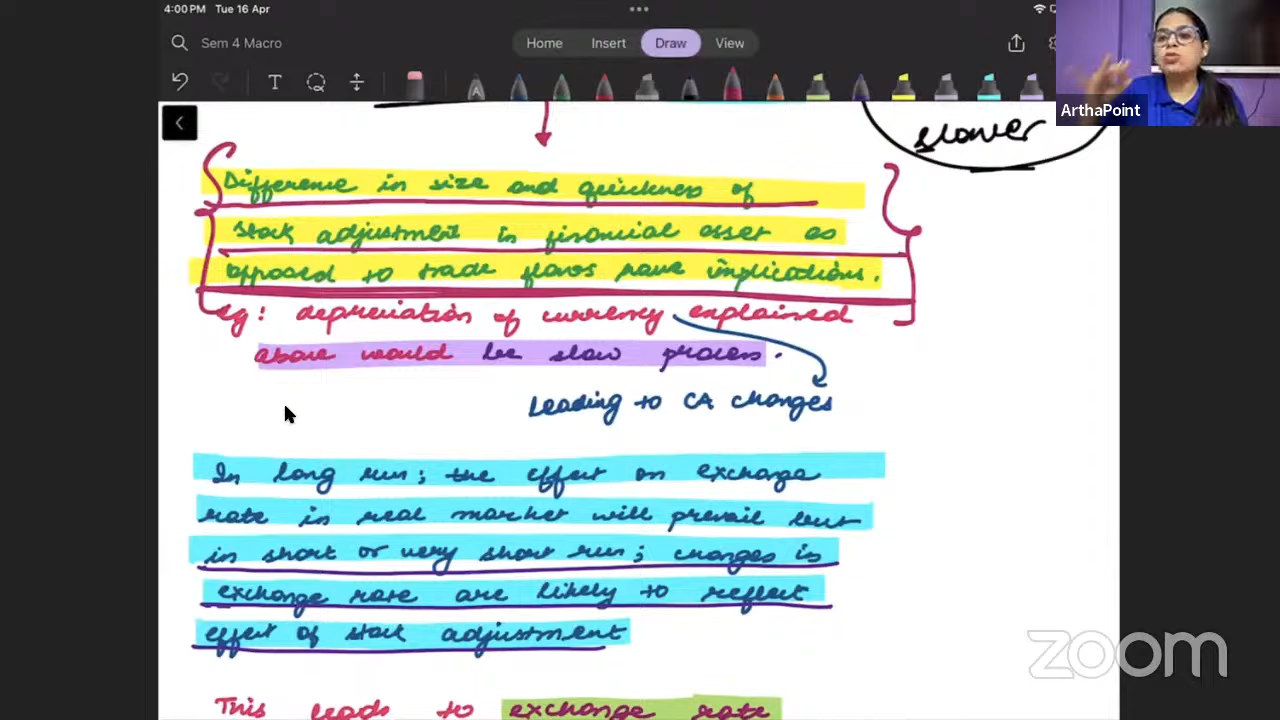 4:00 PM Tue 16 Apr
Sem 4 Macro
Home Insert Draw View
ArthaPoint
slower
Difference in size and quickness of
stock adjustment in financial asset as
opposed to trade flows have implications.
eg: depreciation of currency explained
above would be slow process.
Leading to CA changes
In long run; the effect on exchange
rate in real market will prevail but
in short or very short run; changes in
exchange rate are likely to reflect
effect of stock adjustment
This leads to exchange rate
zoom